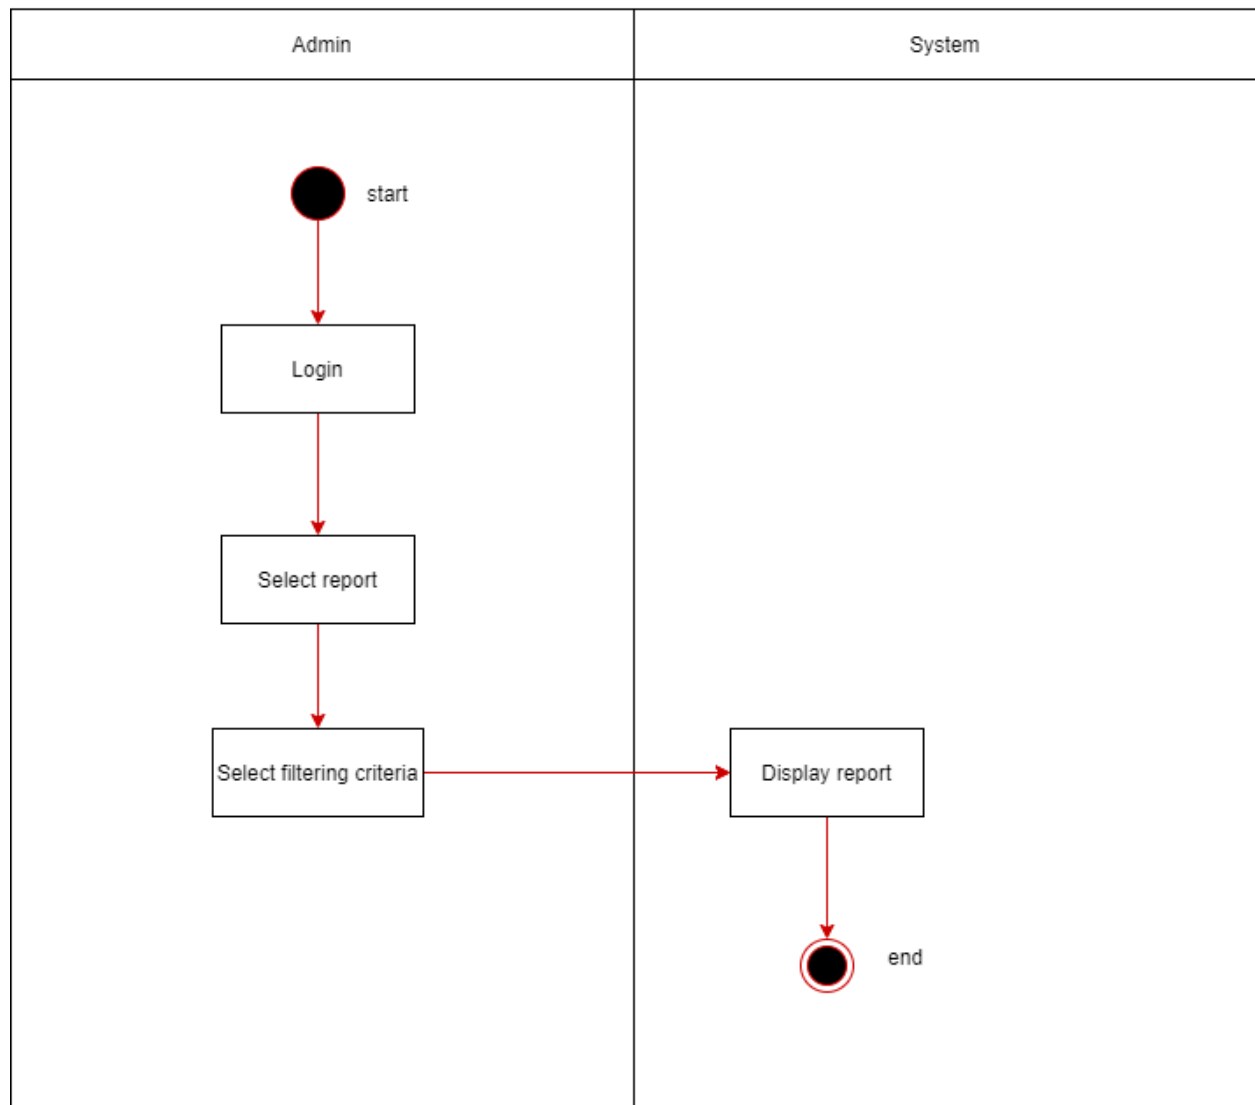 Admin
System
start
Login
Select report
Select filtering criteria
Display report
end